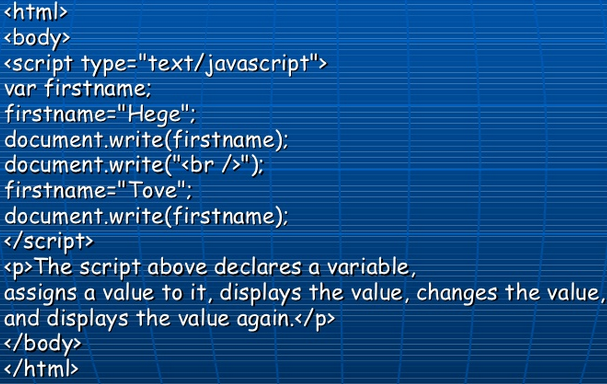 <html>
<body>
<script type="text/javascript">
var firstname;
firstname="Hege";
document.write(firstname);
document.write("<br />");
firstname="Tove";
document.write(firstname);
</script>
<p>The script above declares a variable,
assigns a value to it, displays the value, changes the value,
and displays the value again.</p>
</body>
</html>